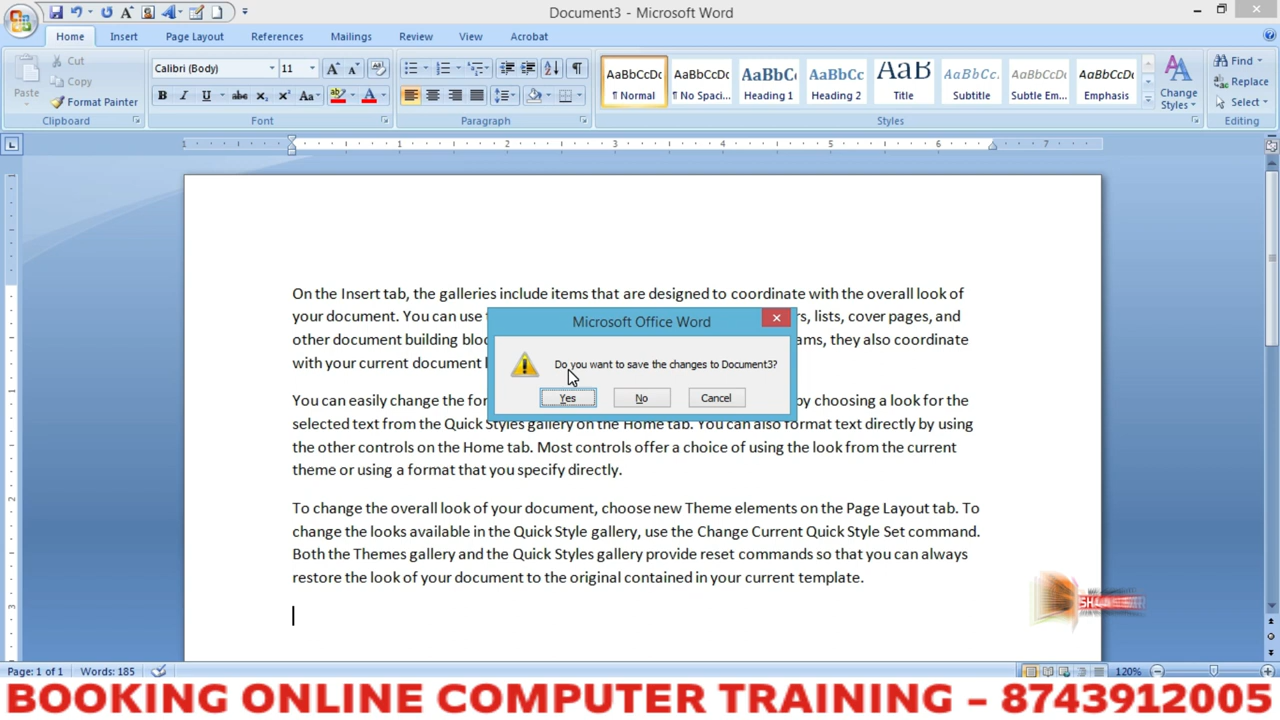 Document3 - Microsoft Word
Home Insert Page Layout References Mailings Review View Acrobat
Paste
Cut
Copy
Format Painter
Clipboard
Calibri (Body) 11
Font
Paragraph
AaBbCcDc AaBbCcDc AaBbC AaBbCc AaB AaBbCc. AaBbCcDc AaBbCcDc
¶ Normal ¶ No Spaci... Heading 1 Heading 2 Title Subtitle Subtle Em... Emphasis
Change
Styles
Styles
Find
Replace
Select
Editing
1 1 2 3 4 5 6 7
On the Insert tab, the galleries include items that are designed to coordinate with the overall look of
your document. You can use rs, lists, cover pages, and
other document building bloc ams, they also coordinate
with your current document l
Microsoft Office Word
Do you want to save the changes to Document3?
Yes No Cancel
You can easily change the for by choosing a look for the
selected text from the Quick Styles gallery on the Home tab. You can also format text directly by using
the other controls on the Home tab. Most controls offer a choice of using the look from the current
theme or using a format that you specify directly.
To change the overall look of your document, choose new Theme elements on the Page Layout tab. To
change the looks available in the Quick Style gallery, use the Change Current Quick Style Set command.
Both the Themes gallery and the Quick Styles gallery provide reset commands so that you can always
restore the look of your document to the original contained in your current template.
Page: 1 of 1 Words: 185 120%
BOOKING ONLINE COMPUTER TRAINING – 8743912005